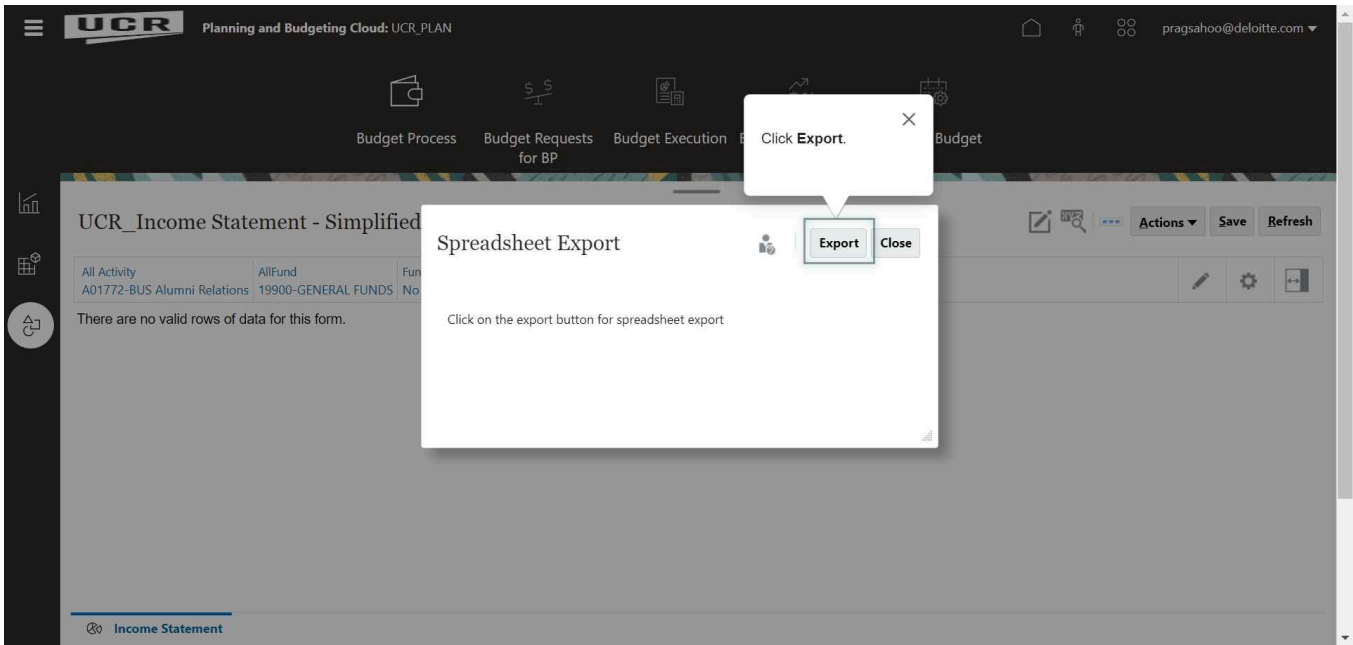 UCR
Planning and Budgeting Cloud: UCR_PLAN
pragsahoo@deloitte.com
Budget Process
Budget Requests
for BP
Budget Execution
Budget
Click Export.
UCR_Income Statement - Simplified
Actions
Save
Refresh
Spreadsheet Export
Export
Close
All Activity
AllFund
A01772-BUS Alumni Relations
19900-GENERAL FUNDS
No
There are no valid rows of data for this form.
Click on the export button for spreadsheet export
Income Statement